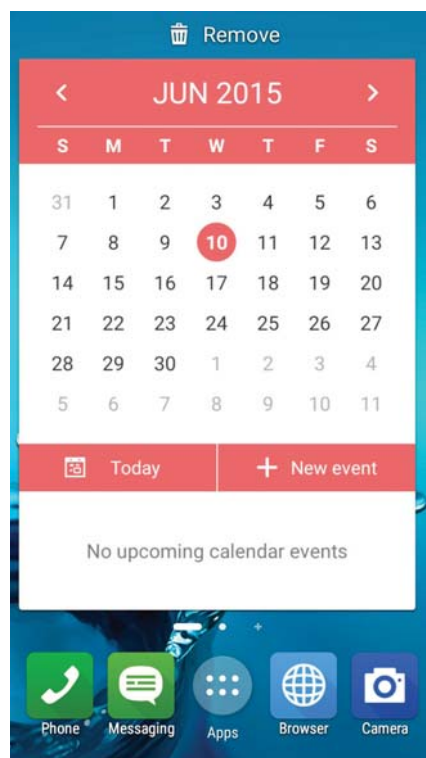 Remove
JUN 2015
S M T W T F S
31 1 2 3 4 5 6
7 8 9 10 11 12 13
14 15 16 17 18 19 20
21 22 23 24 25 26 27
28 29 30 1 2 3 4
5 6 7 8 9 10 11
Today New event
No upcoming calendar events
Phone Messaging Apps Browser Camera